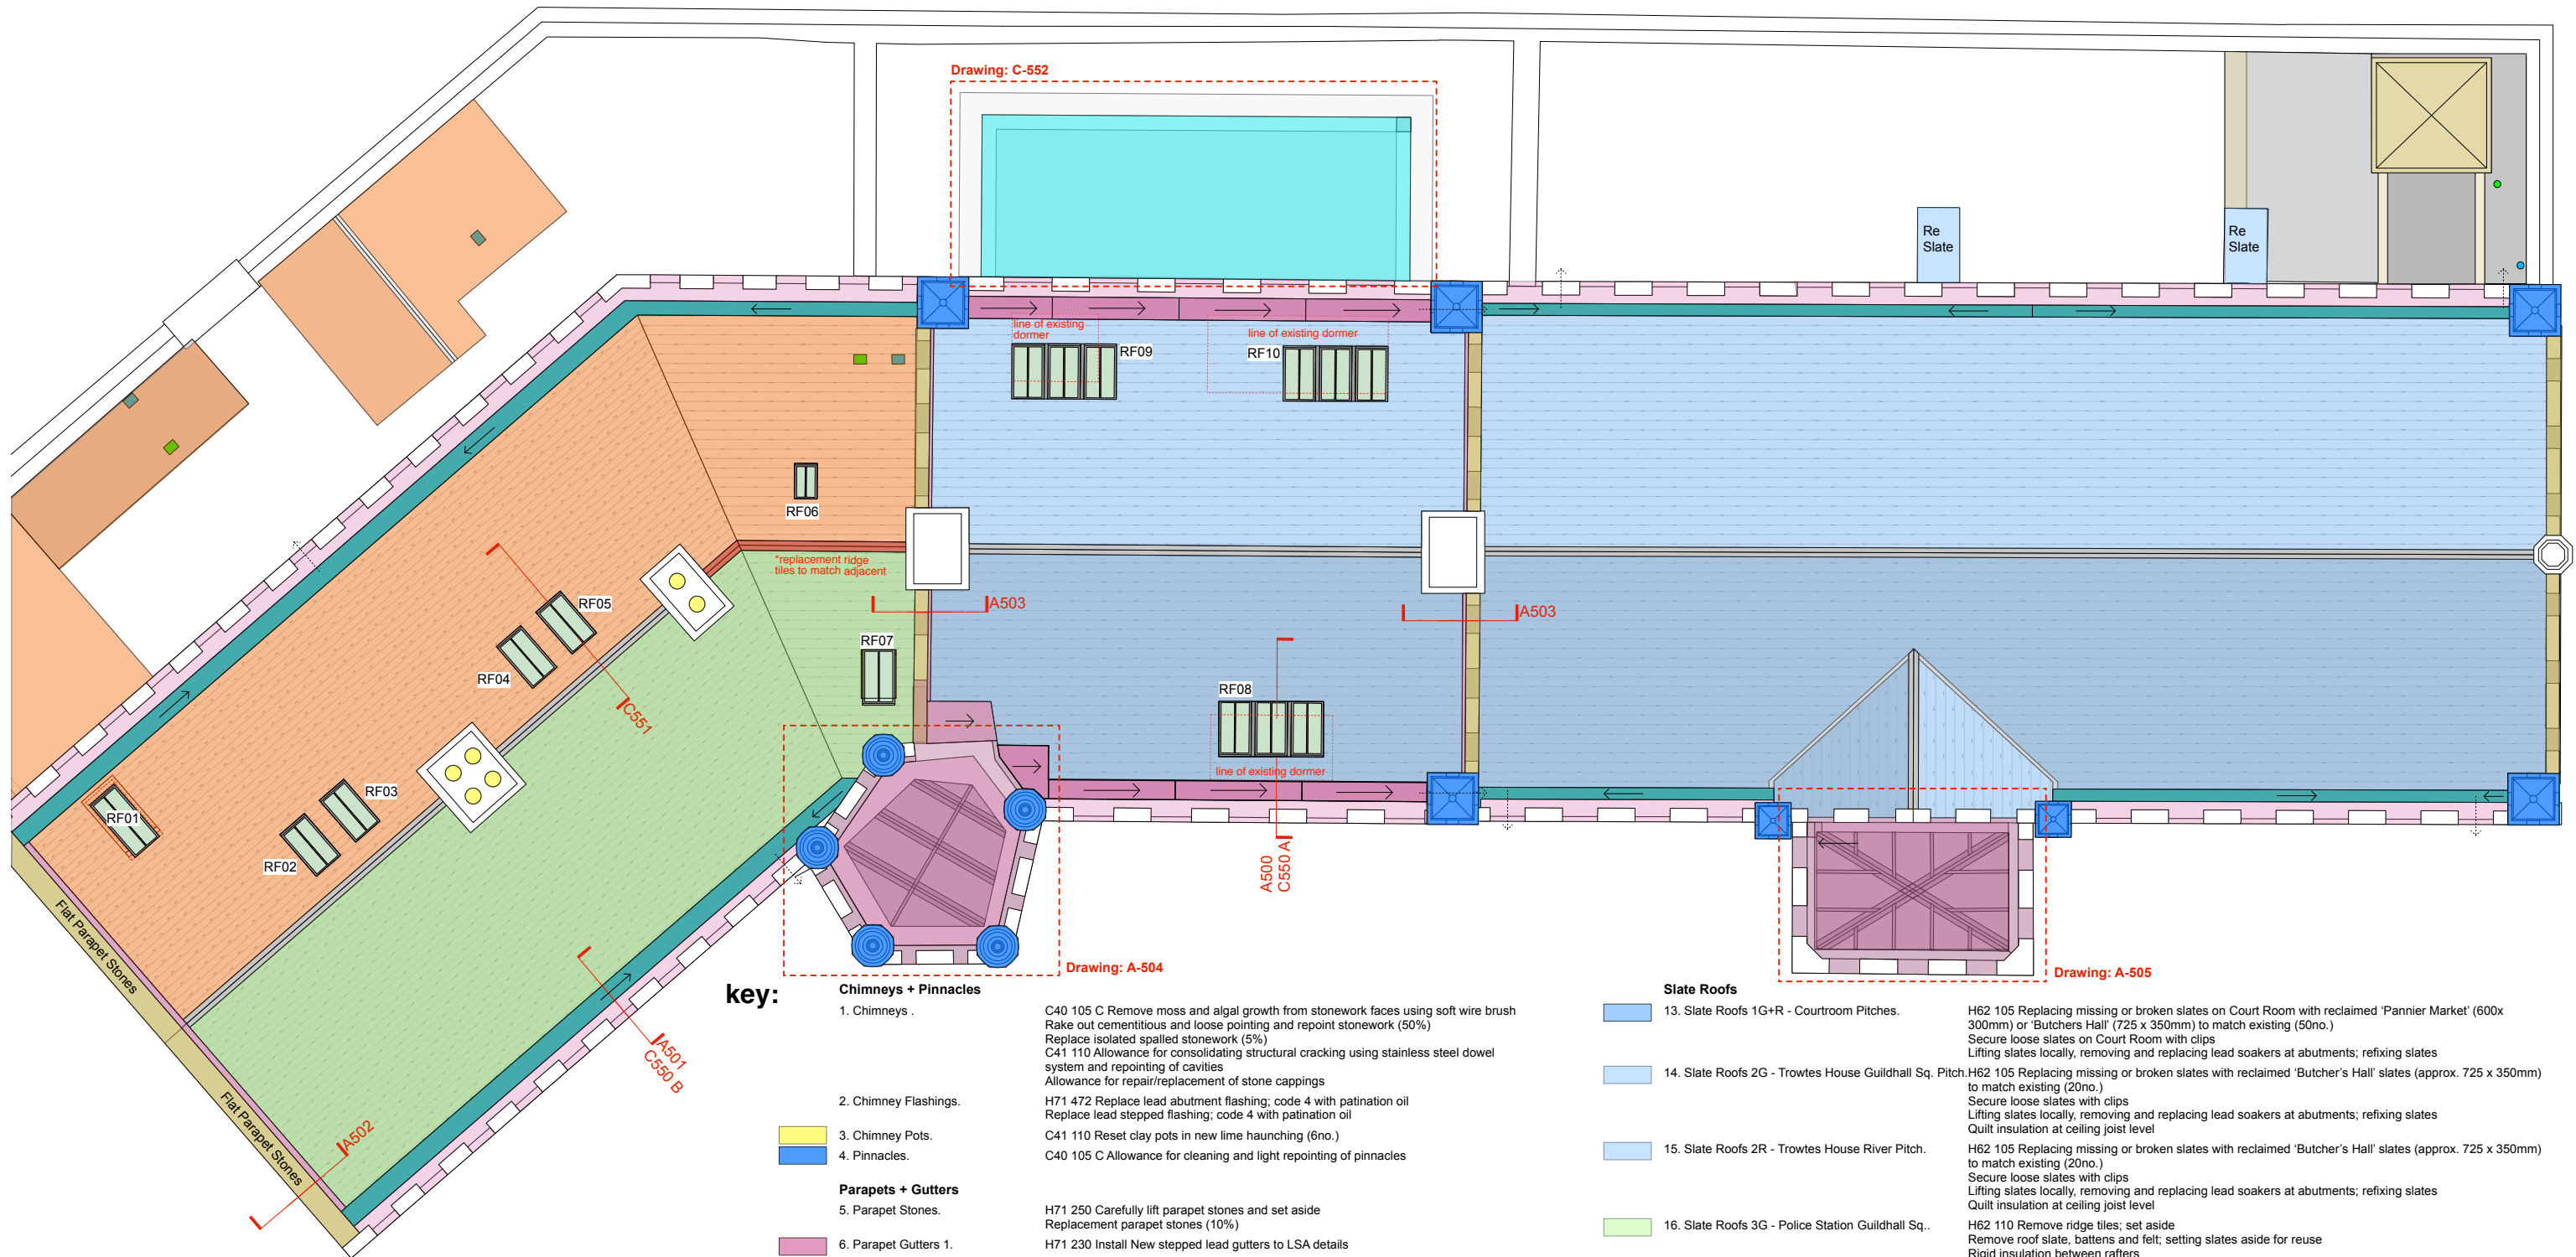 Drawing: C-552
Re
Slate
Re
Slate
line of existing
dormer
RF09
line of existing dormer
RF10
RF06
*replacement ridge
tiles to match adjacent
RF05
RF04
C551
RF07
A503
A503
RF08
line of existing dormer
RF03
RF01
RF02
A500
C550 A
Flat Parapet Stones
Flat Parapet Stones
A501
C550 B
A502
Drawing: A-504
Drawing: A-505
key:
Chimneys + Pinnacles
1. Chimneys .
C40 105 C Remove moss and algal growth from stonework faces using soft wire brush
Rake out cementitious and loose pointing and repoint stonework (50%)
Replace isolated spalled stonework (5%)
C41 110 Allowance for consolidating structural cracking using stainless steel dowel
system and repointing of cavities
Allowance for repair/replacement of stone cappings
2. Chimney Flashings.
H71 472 Replace lead abutment flashing; code 4 with patination oil
Replace lead stepped flashing; code 4 with patination oil
3. Chimney Pots.
C41 110 Reset clay pots in new lime haunching (6no.)
4. Pinnacles.
C40 105 C Allowance for cleaning and light repointing of pinnacles
Parapets + Gutters
5. Parapet Stones.
H71 250 Carefully lift parapet stones and set aside
Replacement parapet stones (10%)
6. Parapet Gutters 1.
H71 230 Install New stepped lead gutters to LSA details
Slate Roofs
13. Slate Roofs 1G+R - Courtroom Pitches.
H62 105 Replacing missing or broken slates on Court Room with reclaimed ‘Pannier Market’ (600x
300mm) or ‘Butchers Hall’ (725 x 350mm) to match existing (50no.)
Secure loose slates on Court Room with clips
Lifting slates locally, removing and replacing lead soakers at abutments; refixing slates
14. Slate Roofs 2G - Trowtes House Guildhall Sq. Pitch.
H62 105 Replacing missing or broken slates with reclaimed ‘Butcher’s Hall’ slates (approx. 725 x 350mm)
to match existing (20no.)
Secure loose slates with clips
Lifting slates locally, removing and replacing lead soakers at abutments; refixing slates
Quilt insulation at ceiling joist level
15. Slate Roofs 2R - Trowtes House River Pitch.
H62 105 Replacing missing or broken slates with reclaimed ‘Butcher’s Hall’ slates (approx. 725 x 350mm)
to match existing (20no.)
Secure loose slates with clips
Lifting slates locally, removing and replacing lead soakers at abutments; refixing slates
Quilt insulation at ceiling joist level
16. Slate Roofs 3G - Police Station Guildhall Sq..
H62 110 Remove ridge tiles; set aside
Remove roof slate, battens and felt; setting slates aside for reuse
Rigid insulation between rafters